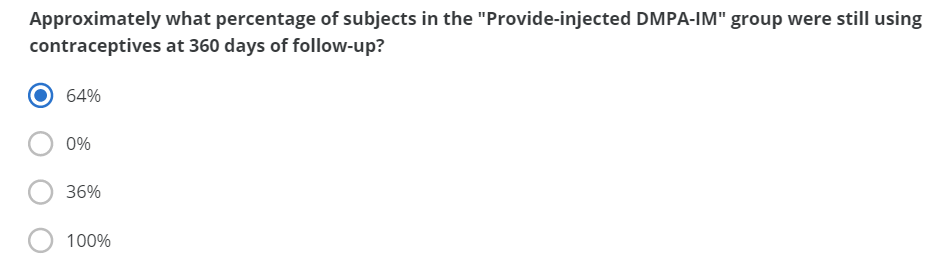 Approximately what percentage of subjects in the "Provide-injected DMPA-IM" group were still using
contraceptives at 360 days of follow-up?
64%
0%
36%
100%